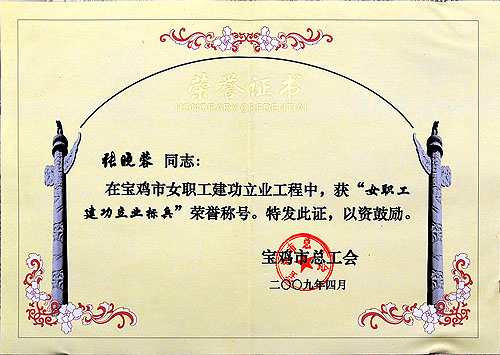 荣誉证书
HONORARY CREDENTIAL
张晓蓉 同志:
在宝鸡市女职工建功立业工程中，获“女职工
建功立业标兵”荣誉称号。特发此证，以资鼓励。
宝鸡市总工会
二〇〇九年四月